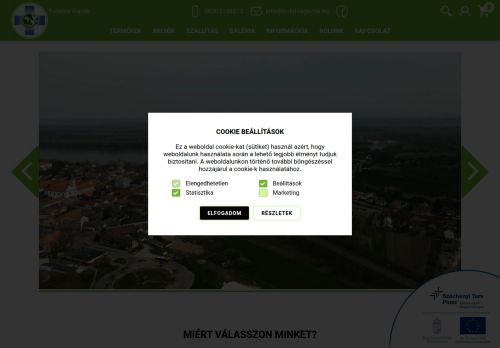 TERMÉKEK AKCIÓK SZÁLLÍTÁS GALÉRIA INFORMÁCIÓK RÓLUNK KAPCSOLAT
COOKIE BEÁLLÍTÁSOK
Ez a weboldal cookie-kat (sütiket) használ azért, hogy
weboldalunk használata során a lehető legjobb élményt tudjuk
biztosítani. A weboldalunkon történő további böngészéssel
hozzájárul a cookie-k használatához.
Elengedhetetlen Beállítások
Statisztika Marketing
ELFOGADOM RÉSZLETEK
Széchenyi Terv
Plusz
MIÉRT VÁLASSZON MINKET?